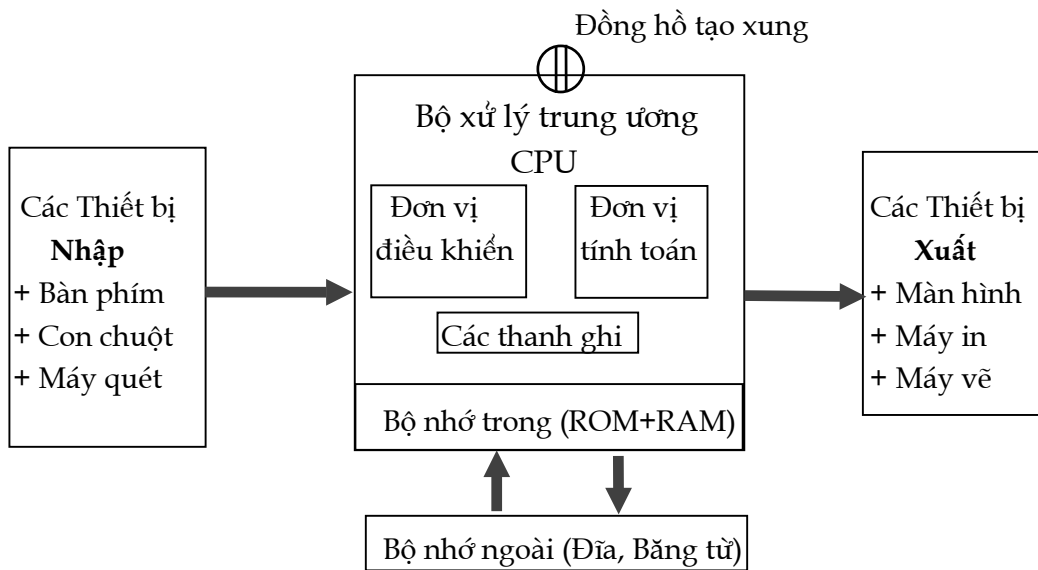 Đồng hồ tạo xung
Bộ xử lý trung ương
CPU
Các Thiết bị
Nhập
+ Bàn phím
+ Con chuột
+ Máy quét
Đơn vị
điều khiển
Đơn vị
tính toán
Các thanh ghi
Bộ nhớ trong (ROM+RAM)
Bộ nhớ ngoài (Đĩa, Băng từ)
Các Thiết bị
Xuất
+ Màn hình
+ Máy in
+ Máy vẽ